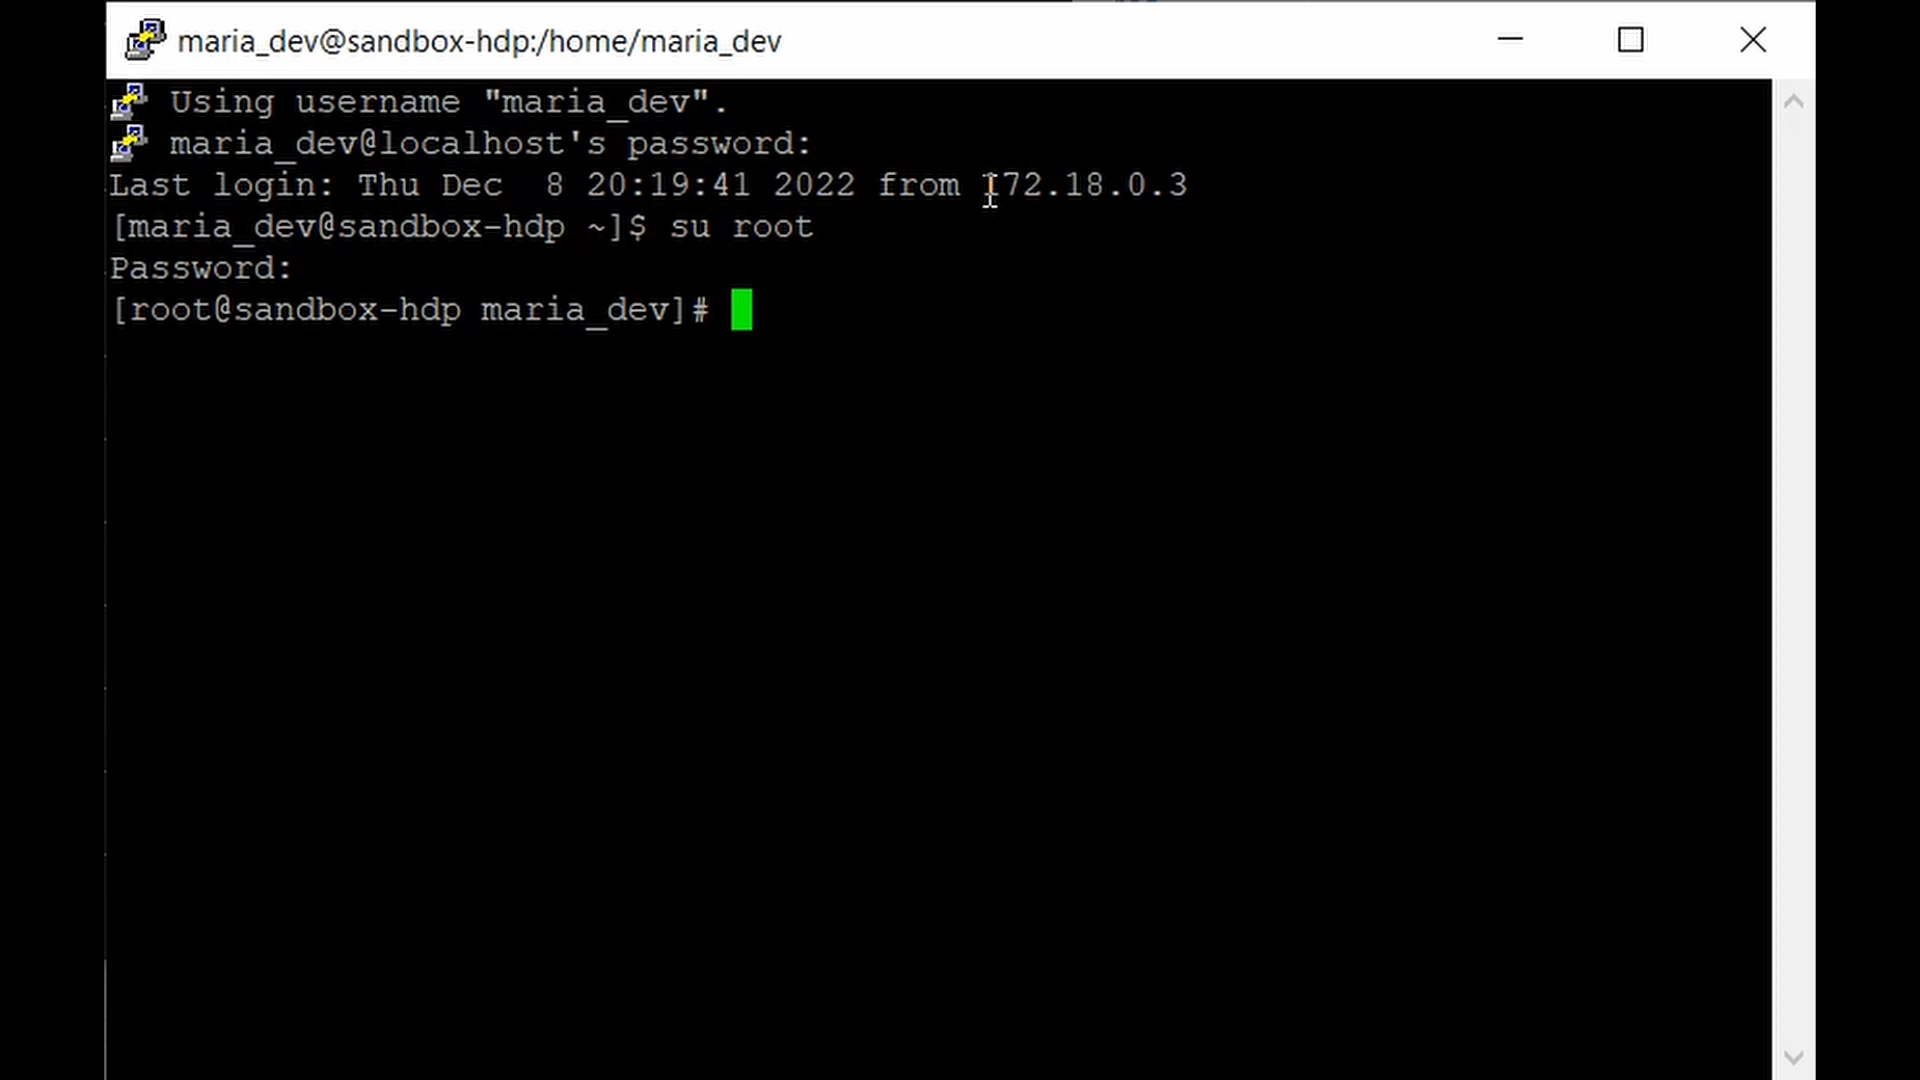 maria_dev@sandbox-hdp:/home/maria_dev
Using username "maria_dev".
maria_dev@localhost's password:
Last login: Thu Dec  8 20:19:41 2022 from 172.18.0.3
[maria_dev@sandbox-hdp ~]$ su root
Password:
[root@sandbox-hdp maria_dev]#